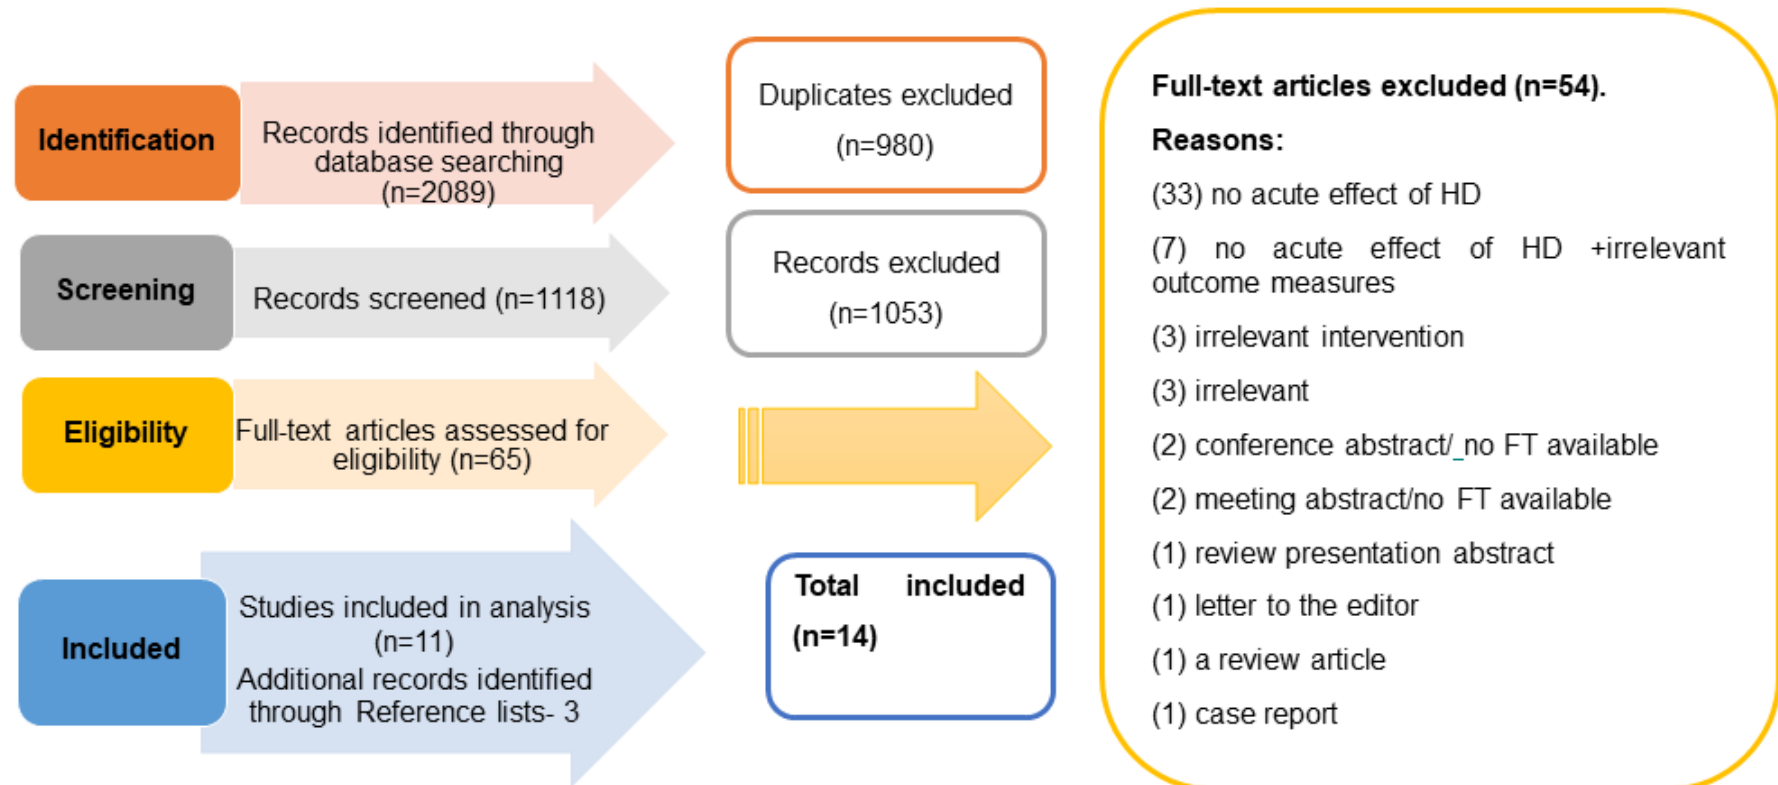 Identification
Records identified through
database searching
(n=2089)
Duplicates excluded
(n=980)
Screening
Records screened (n=1118)
Records excluded
(n=1053)
Eligibility
Full-text articles assessed for
eligibility (n=65)
Included
Studies included in analysis
(n=11)
Additional records identified
through Reference lists- 3
Total included
(n=14)
Full-text articles excluded (n=54).
Reasons:
(33) no acute effect of HD
(7) no acute effect of HD +irrelevant
outcome measures
(3) irrelevant intervention
(3) irrelevant
(2) conference abstract/_no FT available
(2) meeting abstract/no FT available
(1) review presentation abstract
(1) letter to the editor
(1) a review article
(1) case report